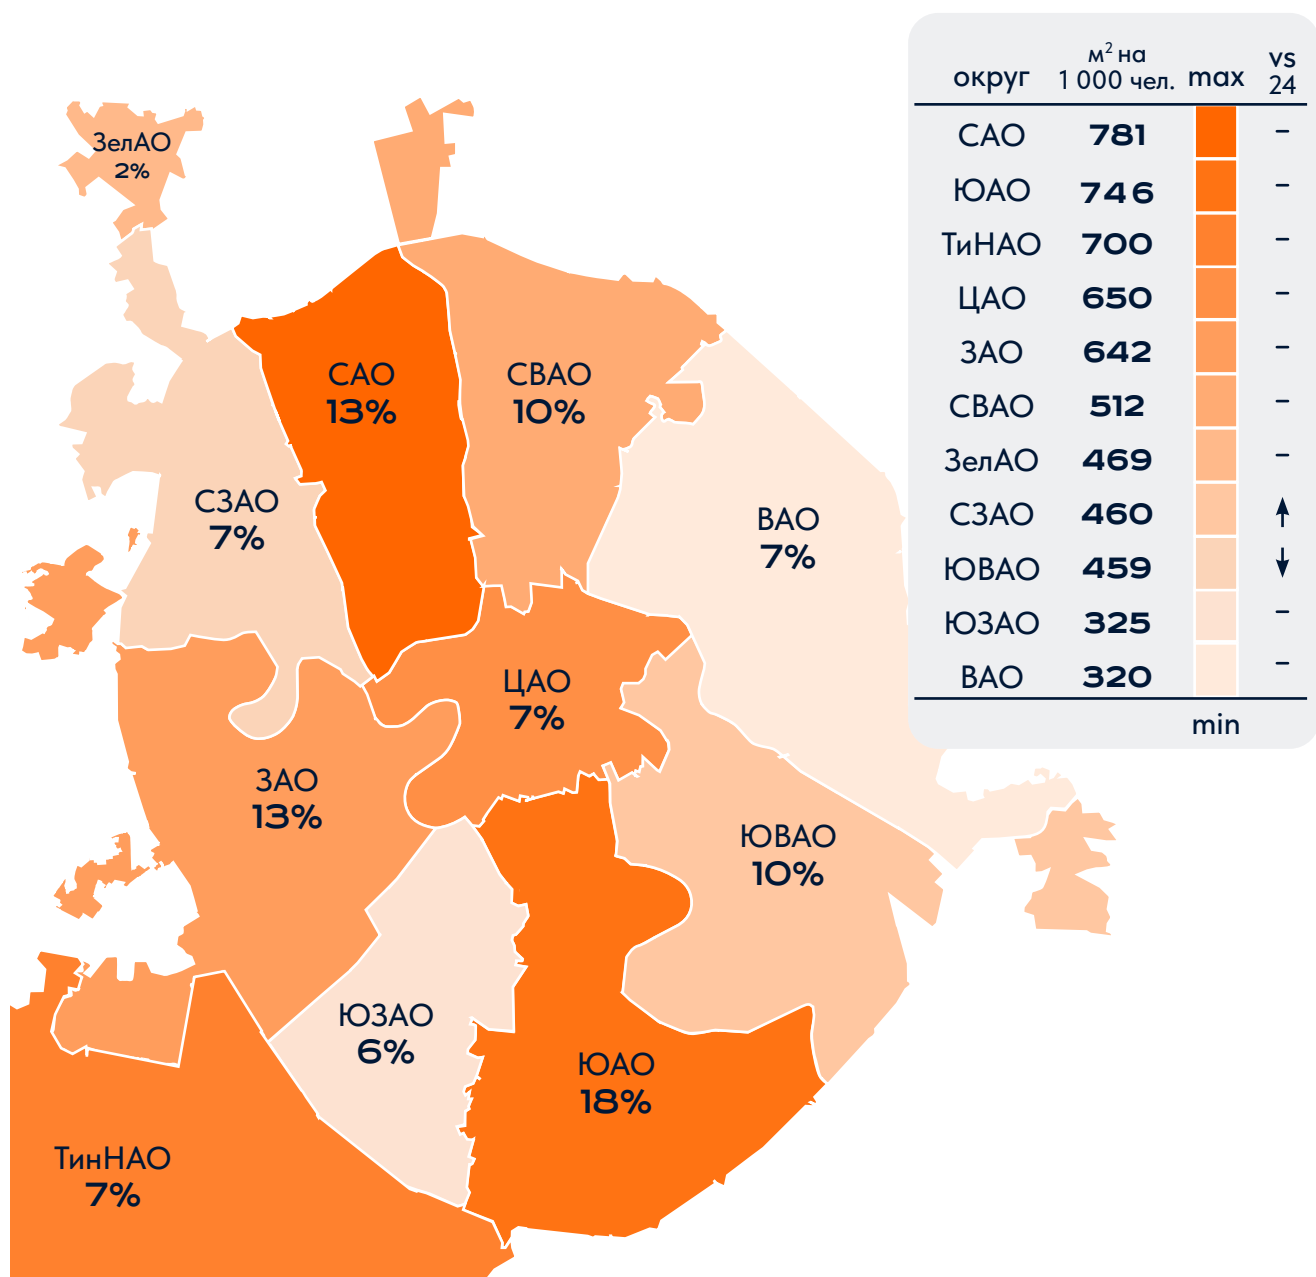 округ м² на 1 000 чел. max vs 24
САО 781 –
ЮАО 746 –
ТиНАО 700 –
ЦАО 650 –
ЗАО 642 –
СВАО 512 –
ЗелАО 469 –
СЗАО 460 ↑
ЮВАО 459 ↓
ЮЗАО 325 –
ВАО 320 –
min
ЗелАО
2%
САО
13%
СВАО
10%
СЗАО
7%
ВАО
7%
ЦАО
7%
ЗАО
13%
ЮВАО
10%
ЮЗАО
6%
ЮАО
18%
ТинНАО
7%